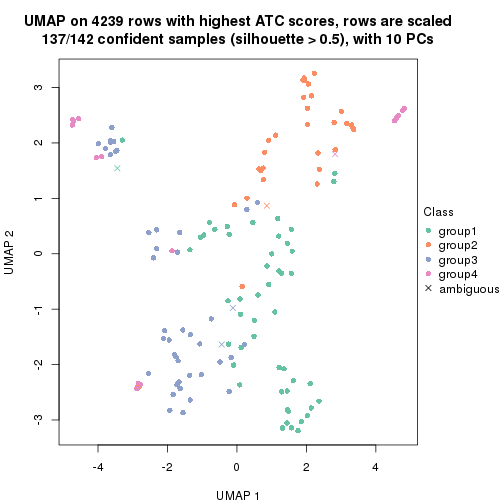 UMAP on 4239 rows with highest ATC scores, rows are scaled
137/142 confident samples (silhouette > 0.5), with 10 PCs
3
2
1
0
-1
-2
-3
UMAP 2
-4
-2
0
2
4
UMAP 1
Class
group1
group2
group3
group4
ambiguous